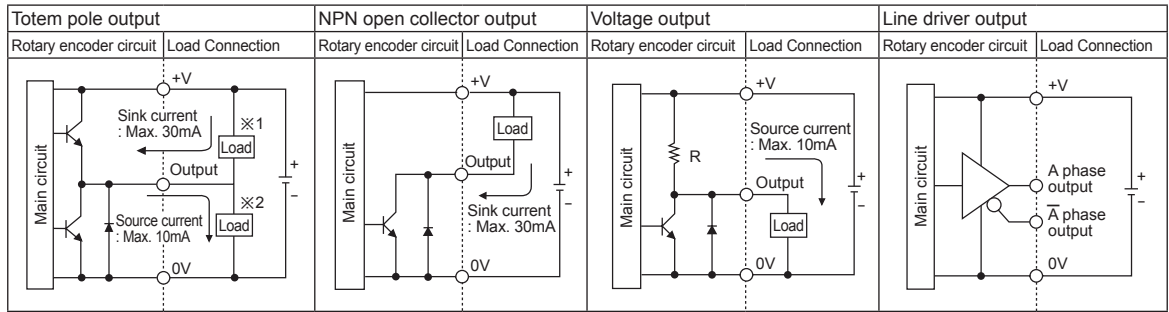 Totem pole output
NPN open collector output
Voltage output
Line driver output
Rotary encoder circuit
Load Connection
Rotary encoder circuit
Load Connection
Rotary encoder circuit
Load Connection
Rotary encoder circuit
Load Connection
Main circuit
+V
Sink current
: Max. 30mA
※1
Load
Output
Source current
: Max. 10mA
※2
Load
0V
+
−
Main circuit
+V
Load
Output
Sink current
: Max. 30mA
0V
+
−
Main circuit
+V
R
Source current
: Max. 10mA
Output
Load
0V
+
−
Main circuit
+V
A phase
output
A̅ phase
output
0V
+
−